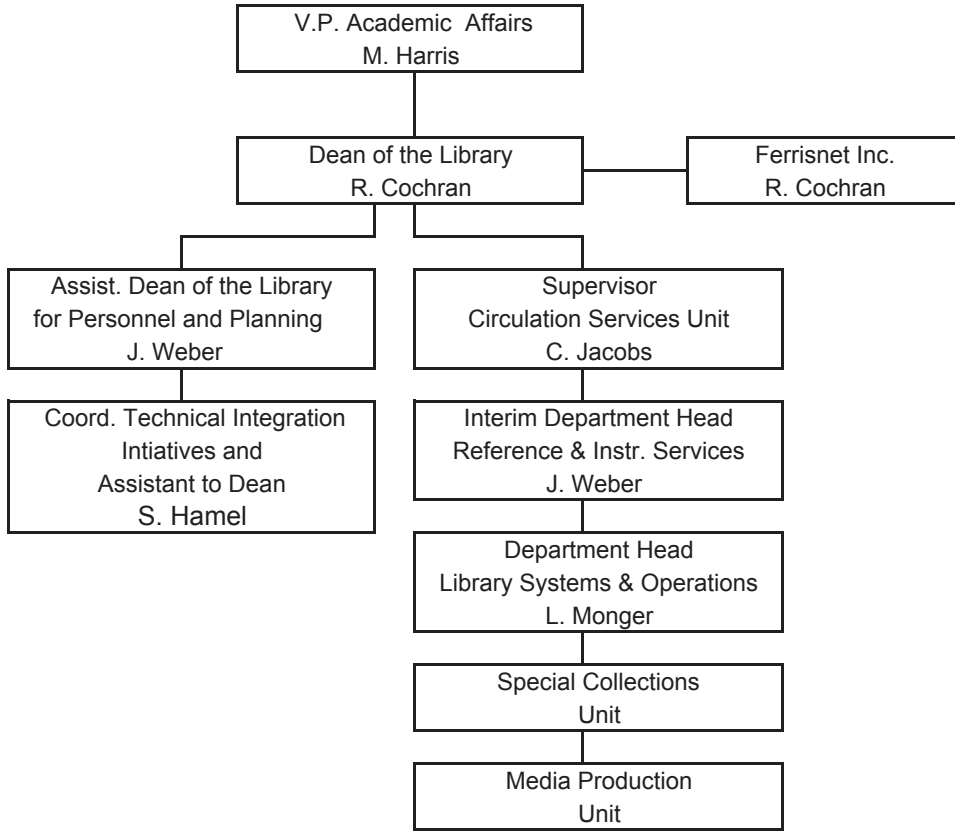 V.P. Academic Affairs
M. Harris
Dean of the Library
R. Cochran
Ferrisnet Inc.
R. Cochran
Assist. Dean of the Library
for Personnel and Planning
J. Weber
Supervisor
Circulation Services Unit
C. Jacobs
Coord. Technical Integration
Intiatives and
Assistant to Dean
S. Hamel
Interim Department Head
Reference & Instr. Services
J. Weber
Department Head
Library Systems & Operations
L. Monger
Special Collections
Unit
Media Production
Unit